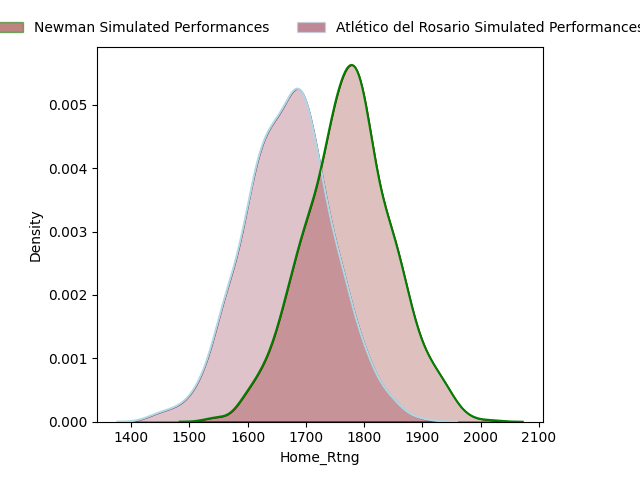 Newman Simulated Performances
Atlético del Rosario Simulated Performances
0.005
0.004
0.003
0.002
0.001
0.000
Density
1400 1500 1600 1700 1800 1900 2000 2100
Home_Rtng